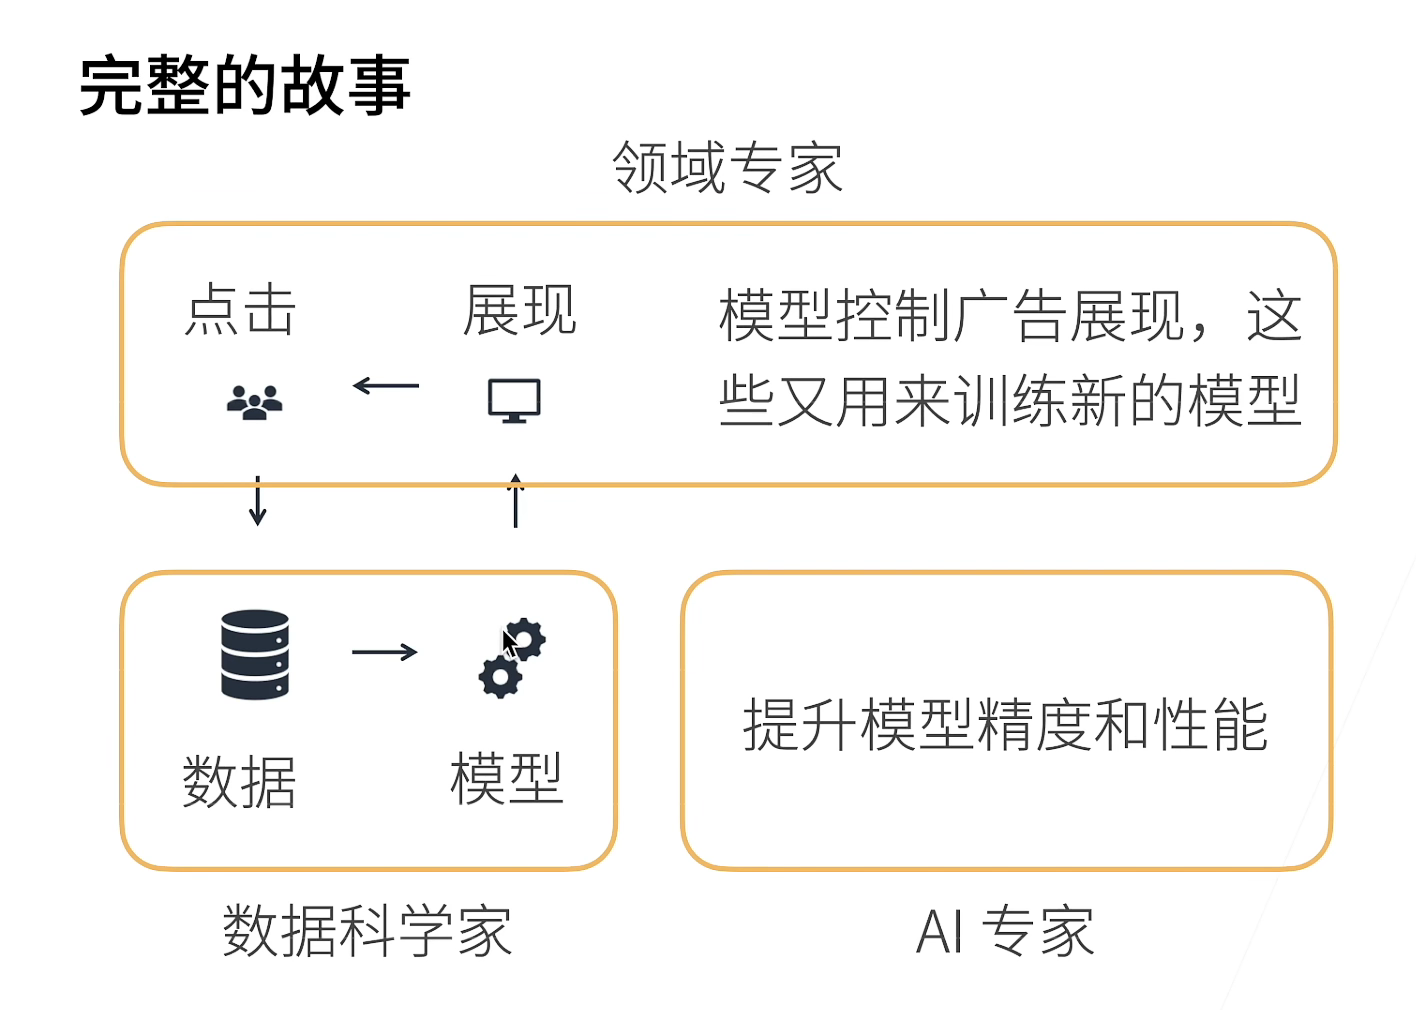 完整的故事
领域专家
点击
展现
模型控制广告展现，这
些又用来训练新的模型
数据
模型
提升模型精度和性能
数据科学家
AI 专家